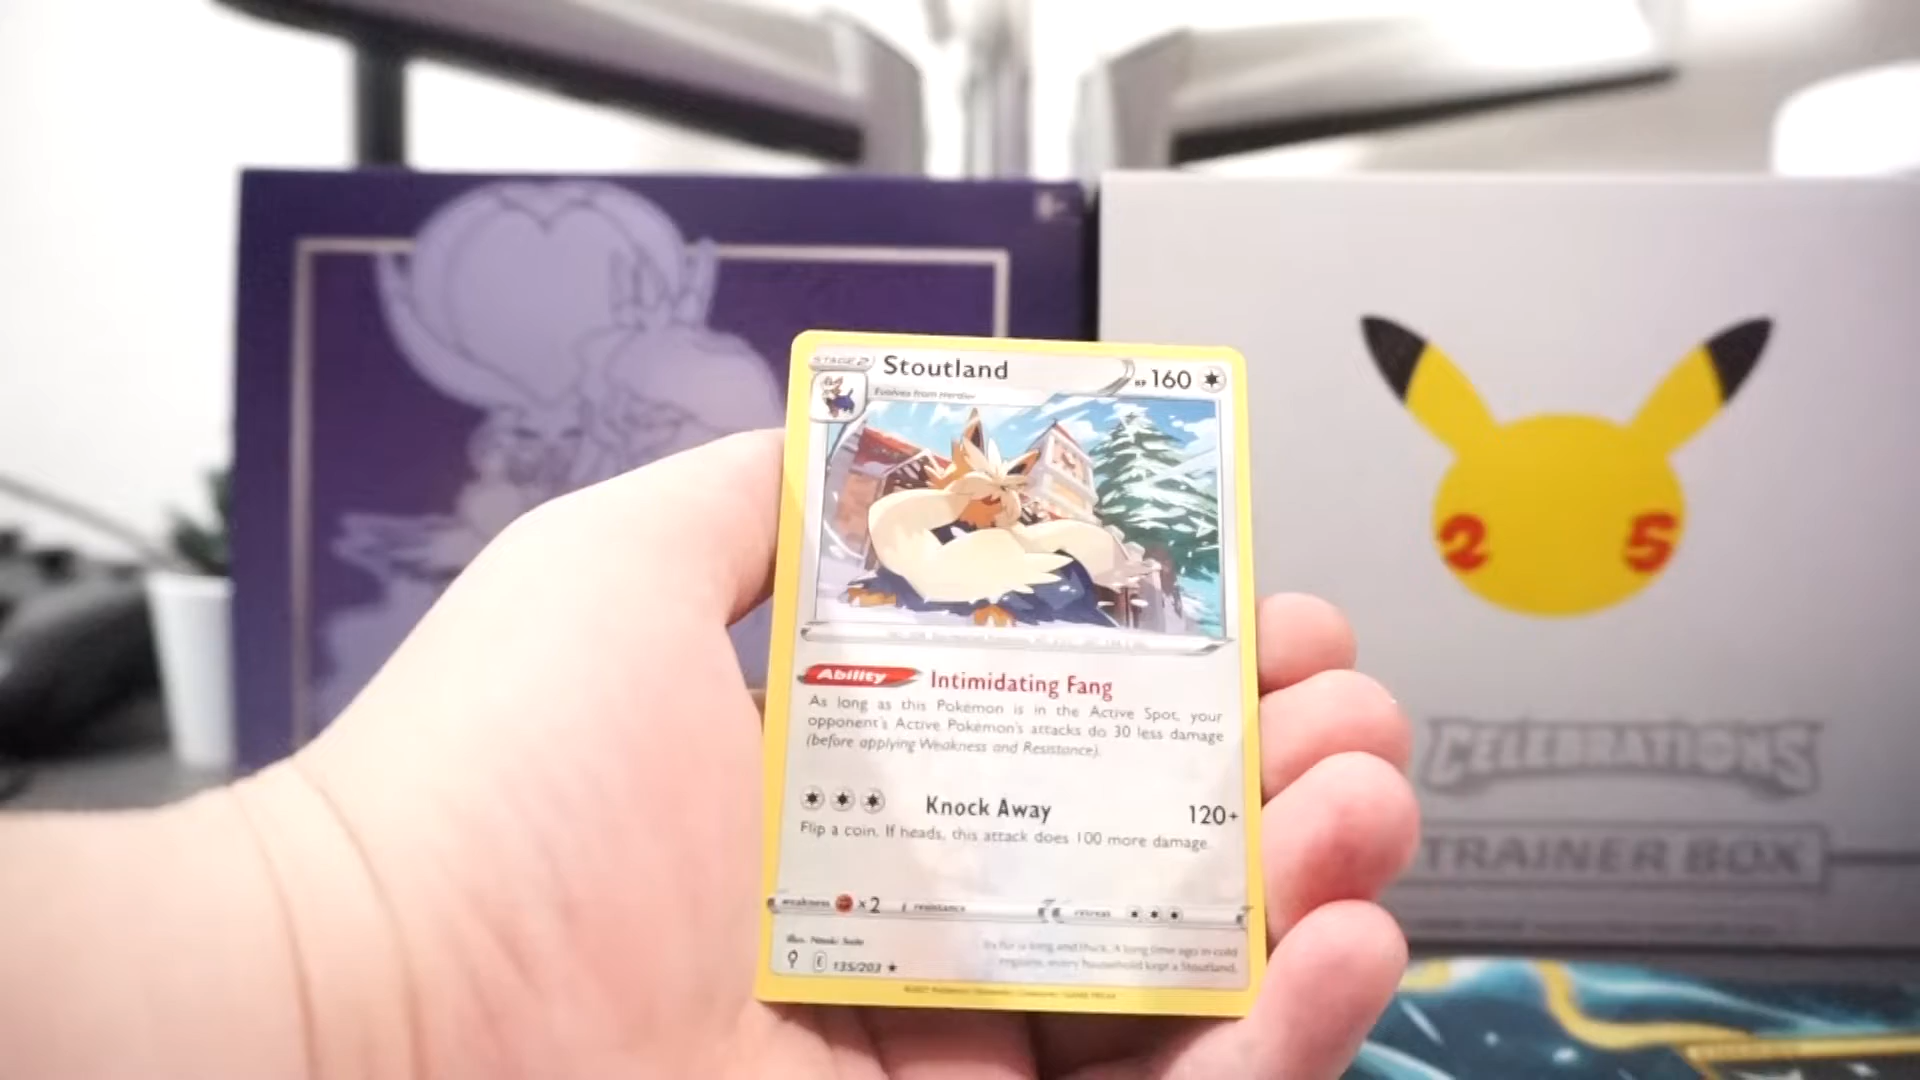 STAGE 2
Stoutland
HP 160
Evolves from Herdier
25
Ability
Intimidating Fang
As long as this Pokémon is in the Active Spot, your
opponent's Active Pokémon's attacks do 30 less damage
(before applying Weakness and Resistance).
Knock Away
120+
Flip a coin. If heads, this attack does 100 more damage.
weakness
×2
resistance
retreat
Its fur is long and thick. A long time ago in cold
regions, every household kept a Stoutland.
E
135/203 ★
CELEBRATIONS
TRAINER BOX